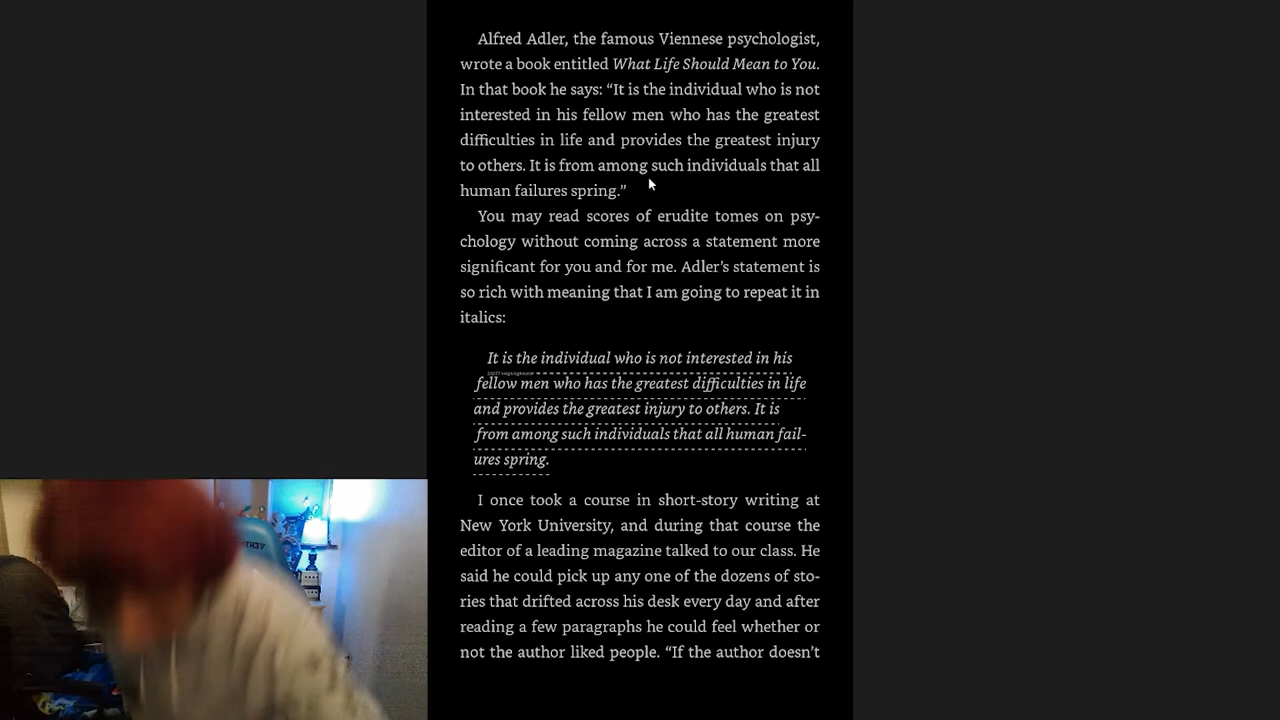 Alfred Adler, the famous Viennese psychologist,
wrote a book entitled What Life Should Mean to You.
In that book he says: “It is the individual who is not
interested in his fellow men who has the greatest
difficulties in life and provides the greatest injury
to others. It is from among such individuals that all
human failures spring.”
You may read scores of erudite tomes on psy-
chology without coming across a statement more
significant for you and for me. Adler’s statement is
so rich with meaning that I am going to repeat it in
italics:
It is the individual who is not interested in his
fellow men who has the greatest difficulties in life
and provides the greatest injury to others. It is
from among such individuals that all human fail-
ures spring.
I once took a course in short-story writing at
New York University, and during that course the
editor of a leading magazine talked to our class. He
said he could pick up any one of the dozens of sto-
ries that drifted across his desk every day and after
reading a few paragraphs he could feel whether or
not the author liked people. “If the author doesn’t